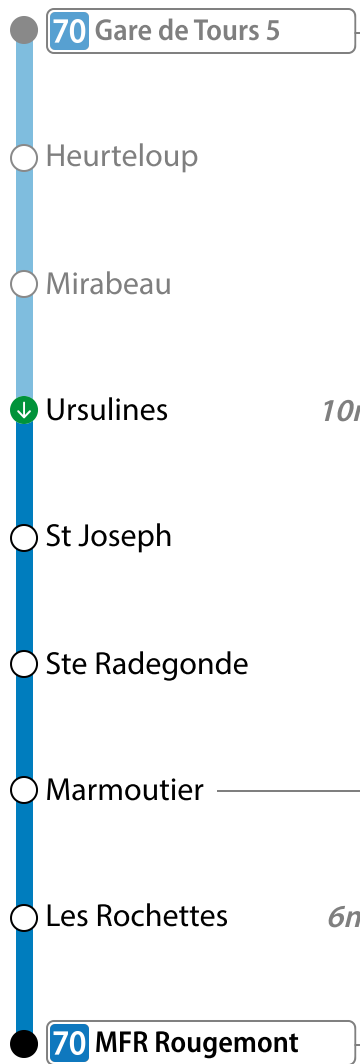 70 Gare de Tours 5
Heurteloup
Mirabeau
Ursulines
St Joseph
Ste Radegonde
Marmoutier
Les Rochettes
70 MFR Rougemont